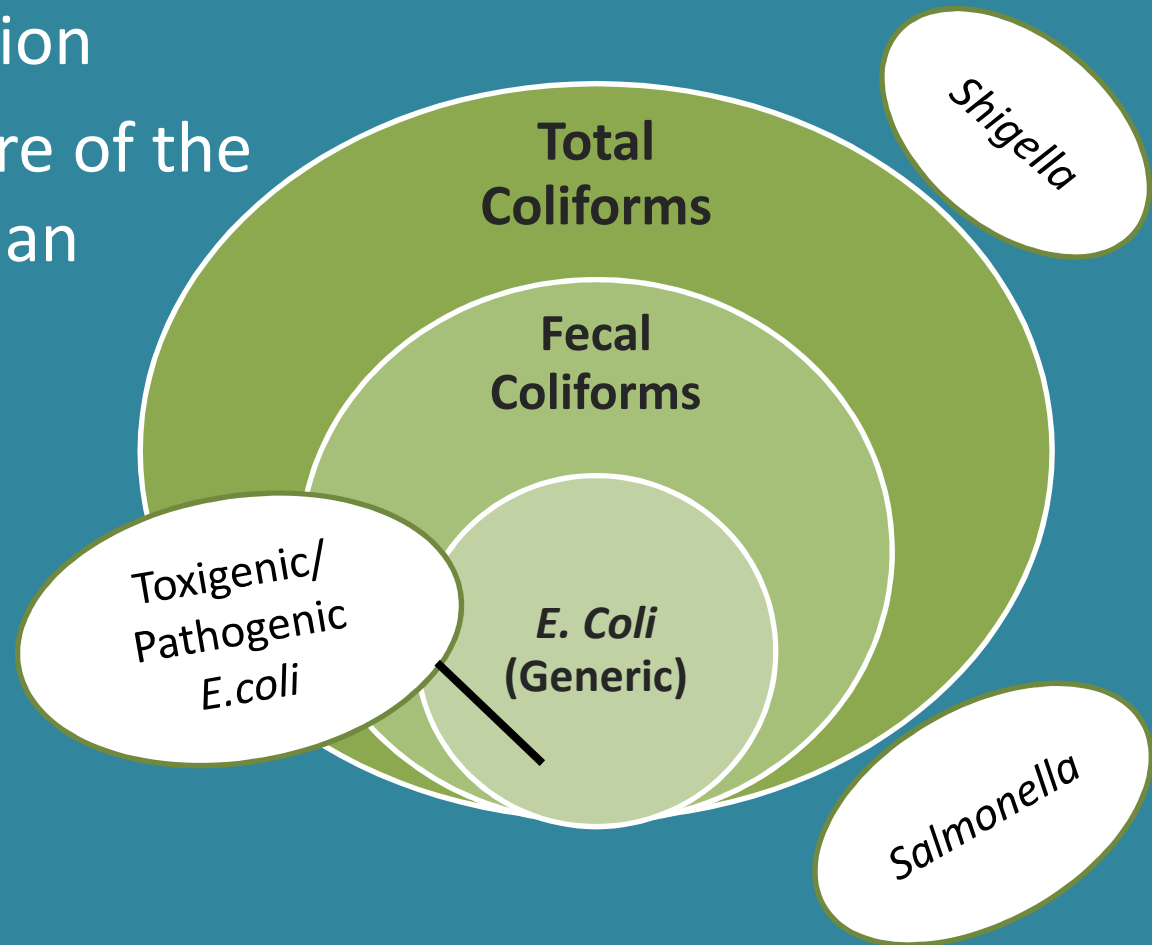 ion
re of the
an
Shigella
Total
Coliforms
Fecal
Coliforms
Toxigenic/
Pathogenic
E.coli
E. Coli
(Generic)
Salmonella